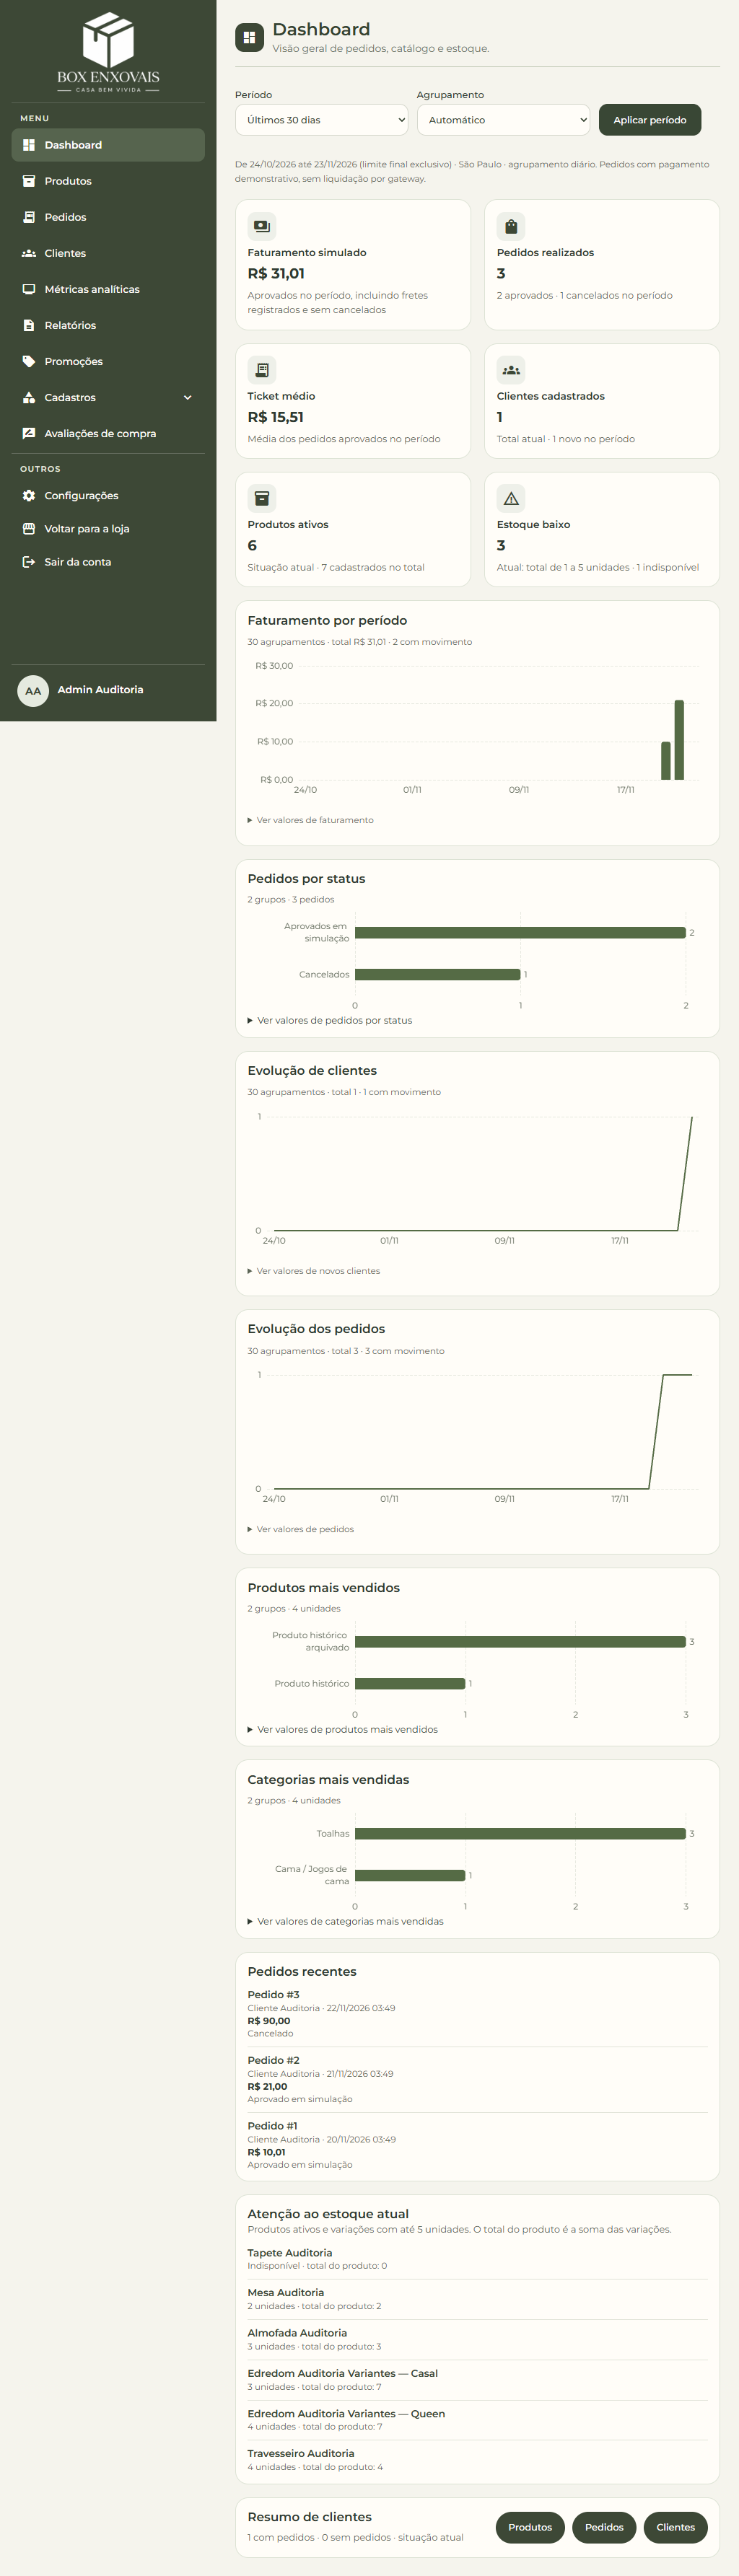 BOX ENXOVAIS
CASA BEM VIVIDA
MENU
Dashboard
Produtos
Pedidos
Clientes
Métricas analíticas
Relatórios
Promoções
Cadastros
Avaliações de compra
OUTROS
Configurações
Voltar para a loja
Sair da conta
AA
Admin Auditoria
Dashboard
Visão geral de pedidos, catálogo e estoque.
Período
Agrupamento
Últimos 30 dias
Automático
Aplicar período
De 24/10/2026 até 23/11/2026 (limite final exclusivo) · São Paulo · agrupamento diário. Pedidos com pagamento
demonstrativo, sem liquidação por gateway.
Faturamento simulado
R$ 31,01
Aprovados no período, incluindo fretes
registrados e sem cancelados
Pedidos realizados
3
2 aprovados · 1 cancelados no período
Ticket médio
R$ 15,51
Média dos pedidos aprovados no período
Clientes cadastrados
1
Total atual · 1 novo no período
Produtos ativos
6
Situação atual · 7 cadastrados no total
Estoque baixo
3
Atual: total de 1 a 5 unidades · 1 indisponível
Faturamento por período
30 agrupamentos · total R$ 31,01 · 2 com movimento
R$ 30,00
R$ 20,00
R$ 10,00
R$ 0,00
24/10 01/11 09/11 17/11
Ver valores de faturamento
Pedidos por status
2 grupos · 3 pedidos
Aprovados em
simulação
2
Cancelados
1
0 1 2
Ver valores de pedidos por status
Evolução de clientes
30 agrupamentos · total 1 · 1 com movimento
1
0
24/10 01/11 09/11 17/11
Ver valores de novos clientes
Evolução dos pedidos
30 agrupamentos · total 3 · 3 com movimento
1
0
24/10 01/11 09/11 17/11
Ver valores de pedidos
Produtos mais vendidos
2 grupos · 4 unidades
Produto histórico
arquivado
3
Produto histórico
1
0 1 2 3
Ver valores de produtos mais vendidos
Categorias mais vendidas
2 grupos · 4 unidades
Toalhas
3
Cama / Jogos de
cama
1
0 1 2 3
Ver valores de categorias mais vendidas
Pedidos recentes
Pedido #3
Cliente Auditoria · 22/11/2026 03:49
R$ 90,00
Cancelado
Pedido #2
Cliente Auditoria · 21/11/2026 03:49
R$ 21,00
Aprovado em simulação
Pedido #1
Cliente Auditoria · 20/11/2026 03:49
R$ 10,01
Aprovado em simulação
Atenção ao estoque atual
Produtos ativos e variações com até 5 unidades. O total do produto é a soma das variações.
Tapete Auditoria
Indisponível · total do produto: 0
Mesa Auditoria
2 unidades · total do produto: 2
Almofada Auditoria
3 unidades · total do produto: 3
Edredom Auditoria Variantes — Casal
3 unidades · total do produto: 7
Edredom Auditoria Variantes — Queen
4 unidades · total do produto: 7
Travesseiro Auditoria
4 unidades · total do produto: 4
Resumo de clientes
1 com pedidos · 0 sem pedidos · situação atual
Produtos
Pedidos
Clientes